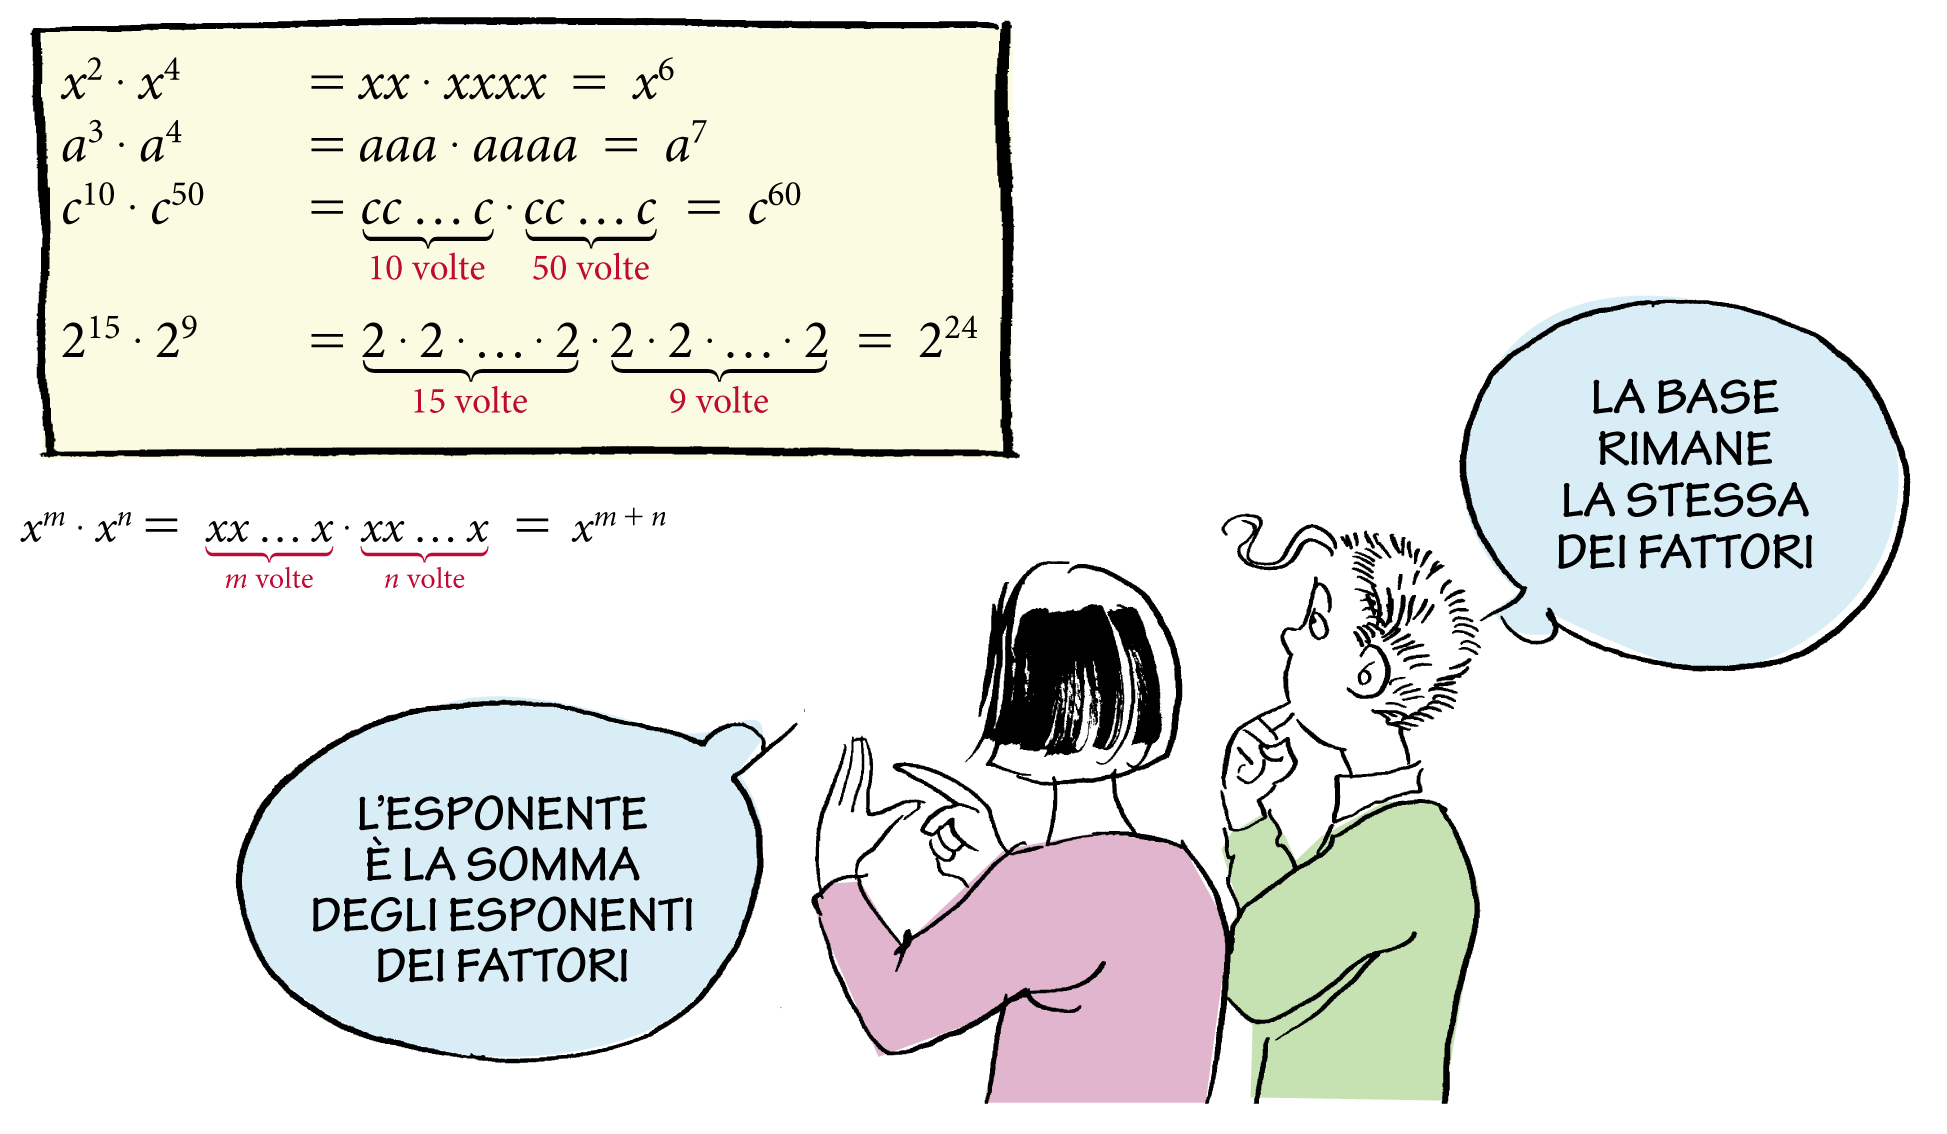 x² · x⁴ = xx · xxxx = x⁶
a³ · a⁴ = aaa · aaaa = a⁷
c¹⁰ · c⁵⁰ = cc … c · cc … c = c⁶⁰
10 volte 50 volte
2¹⁵ · 2⁹ = 2 · 2 · … · 2 · 2 · 2 · … · 2 = 2²⁴
15 volte 9 volte
xᵐ · xⁿ = xx … x · xx … x = xᵐ⁺ⁿ
m volte n volte
LA BASE
RIMANE
LA STESSA
DEI FATTORI
L'ESPONENTE
È LA SOMMA
DEGLI ESPONENTI
DEI FATTORI